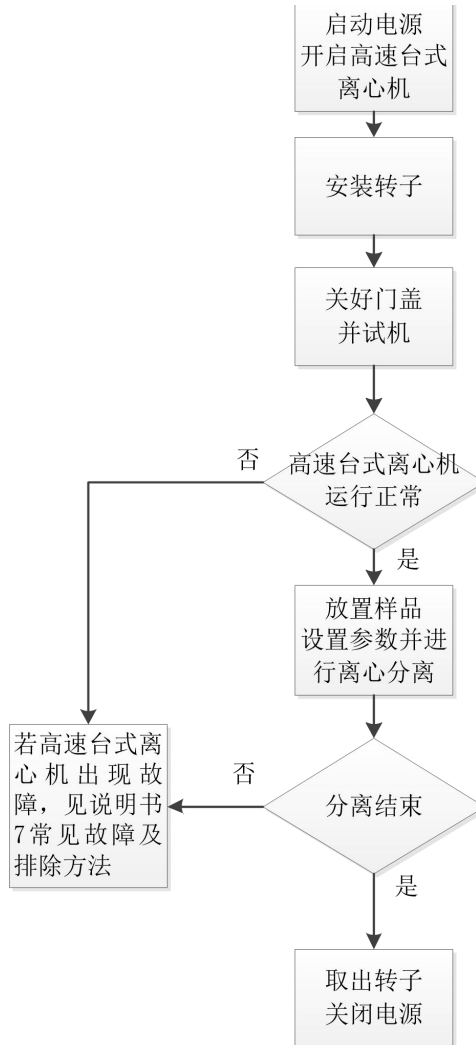 启动电源
开启高速台式
离心机
安装转子
关好门盖
并试机
高速台式离心机
运行正常
否
是
放置样品
设置参数并进
行离心分离
若高速台式离
心机出现故
障，见说明书
7常见故障及
排除方法
否
分离结束
是
取出转子
关闭电源